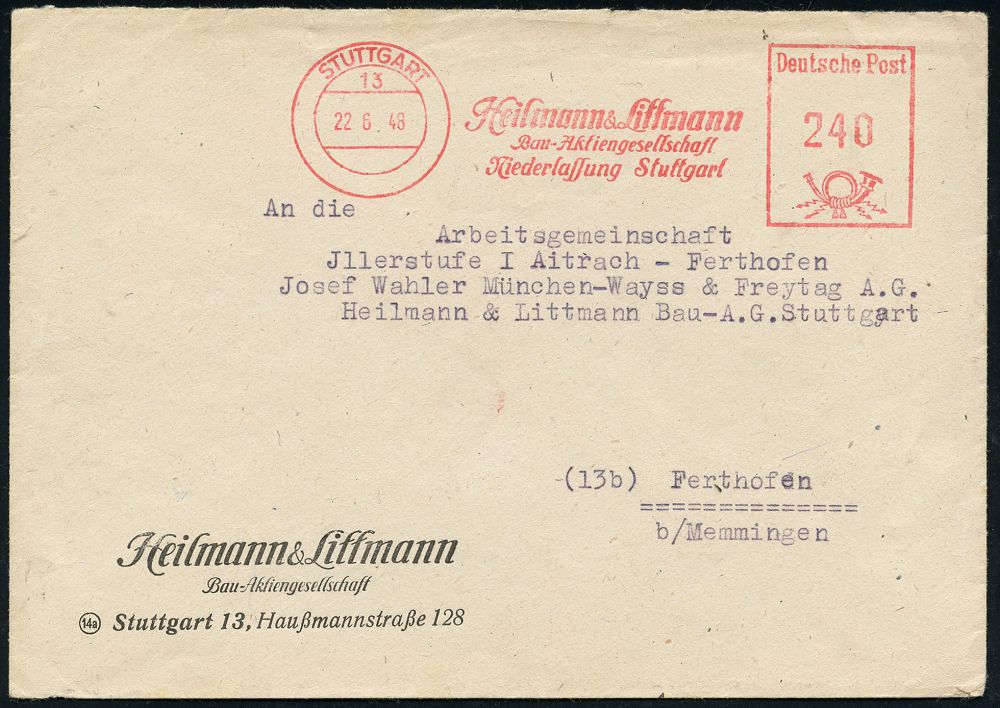 STUTTGART
13
22 6. 48
Heilmann & Littmann
Bau-Aktiengesellschaft
Niederlassung Stuttgart
Deutsche Post
240
An die
Arbeitsgemeinschaft
Jllerstufe I Aitrach - Ferthofen
Josef Wahler München-Wayss & Freytag A.G.
Heilmann & Littmann Bau-A.G.Stuttgart
(13b) Ferthofen
==============
b/Memmingen
Heilmann & Littmann
Bau-Aktiengesellschaft
14a Stuttgart 13, Haußmannstraße 128